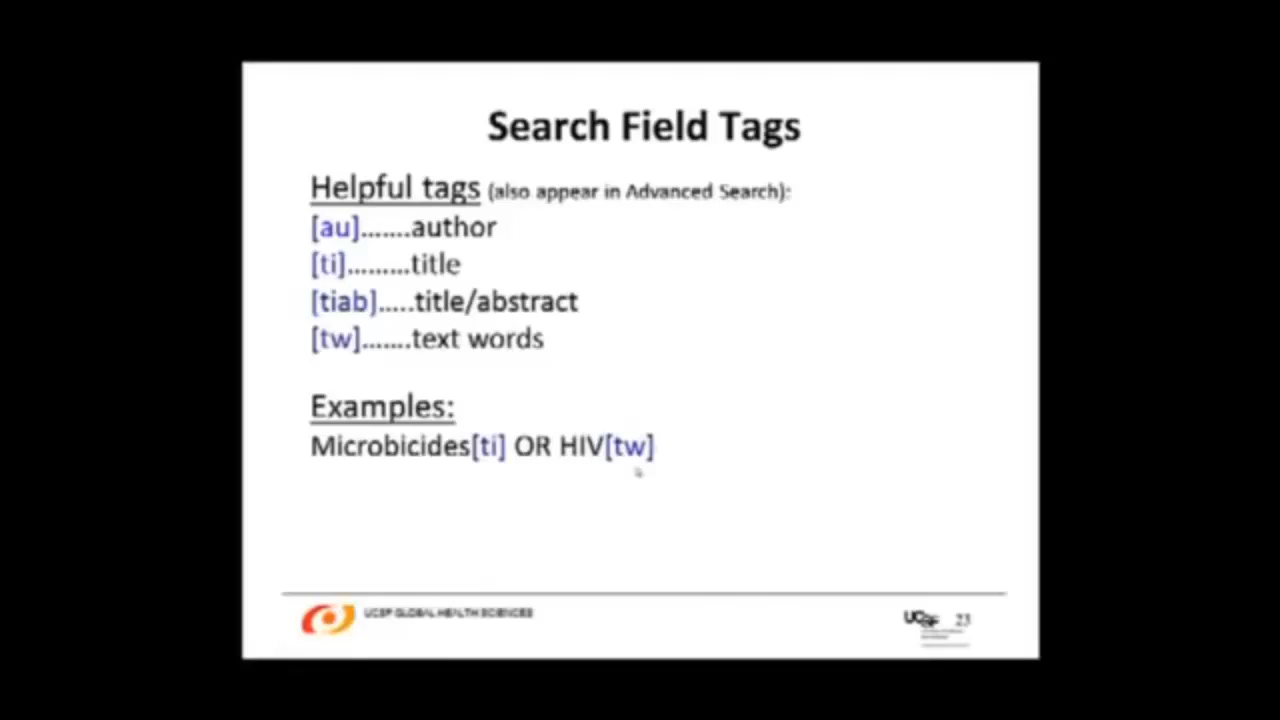 Search Field Tags
Helpful tags (also appear in Advanced Search):
[au].......author
[ti].........title
[tiab].....title/abstract
[tw].......text words
Examples:
Microbicides[ti] OR HIV[tw]
UCSF GLOBAL HEALTH SCIENCES
UCSF 23